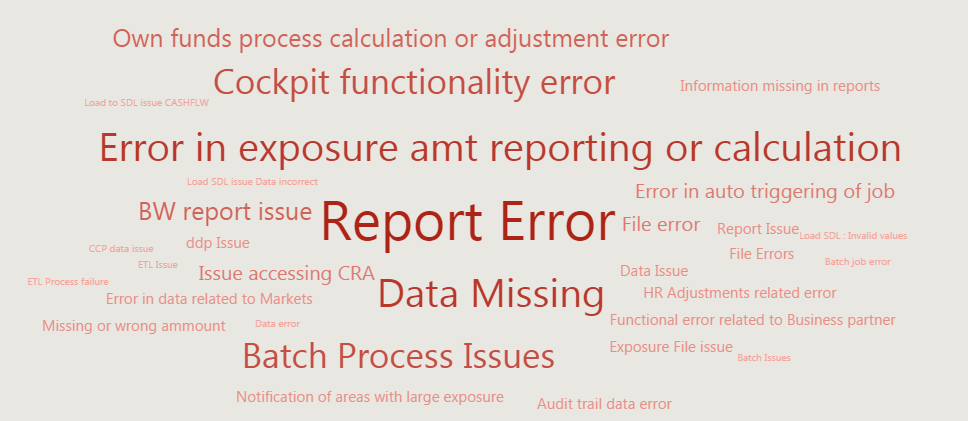 Own funds process calculation or adjustment error
Cockpit functionality error
Information missing in reports
Load to SDL issue CASHFLW
Error in exposure amt reporting or calculation
Load SDL issue Data incorrect
Error in auto triggering of job
BW report issue
Report Error
File error
Report Issue
Load SDL : Invalid values
CCP data issue
ddp Issue
File Errors
ETL Issue
Batch job error
ETL Process failure
Issue accessing CRA
Data Issue
Error in data related to Markets
Data Missing
HR Adjustments related error
Missing or wrong ammount
Data error
Functional error related to Business partner
Batch Process Issues
Exposure File issue
Batch Issues
Notification of areas with large exposure
Audit trail data error